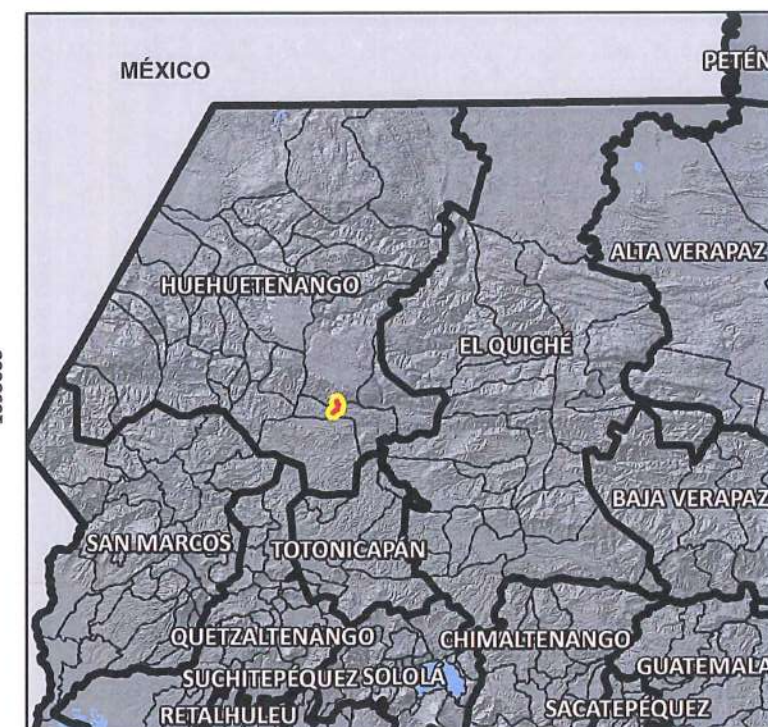 MÉXICO
PETÉN
HUEHUETENANGO
ALTA VERAPAZ
EL QUICHÉ
BAJA VERAPAZ
SAN MARCOS
TOTONICAPÁN
QUETZALTENANGO
CHIMALTENANGO
GUATEMALA
SUCHITEPÉQUEZ
SOLOLÁ
SACATEPÉQUEZ
RETALHULEU